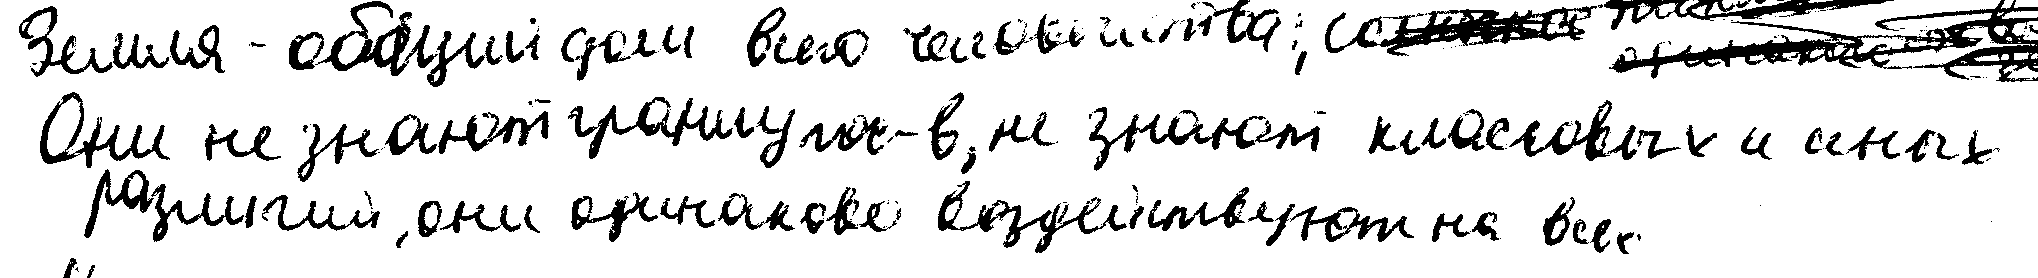 Земля - общий дом всего человечества;
Они не знают границ гос-в, не знают классовых и иных
различий, они одинаково воздействуют на всех